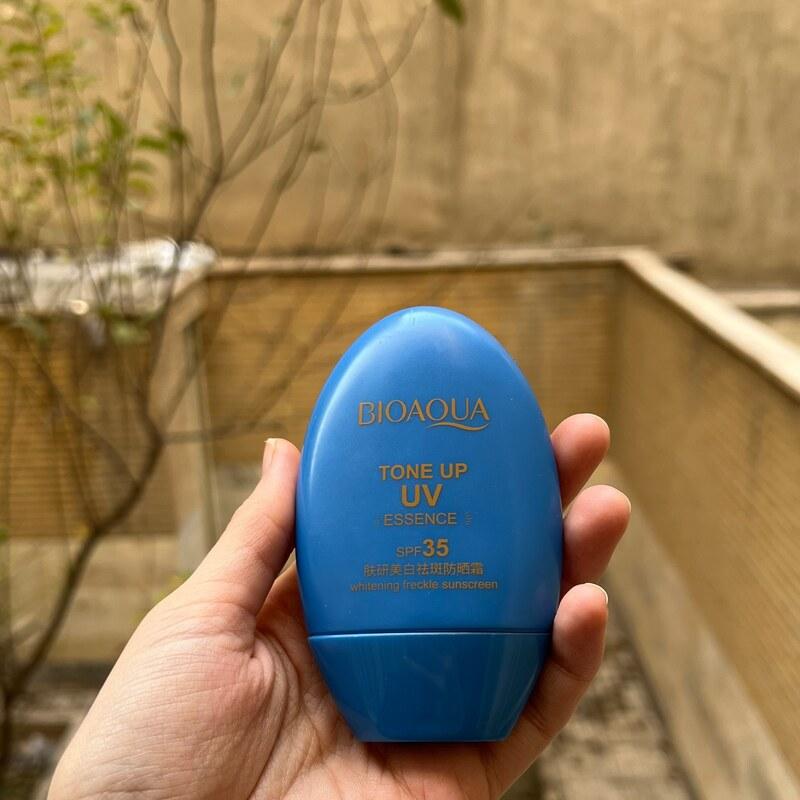 BIOAQUA
TONE UP
UV
ESSENCE
SPF35
肤研美白祛斑防晒霜
whitening freckle sunscreen